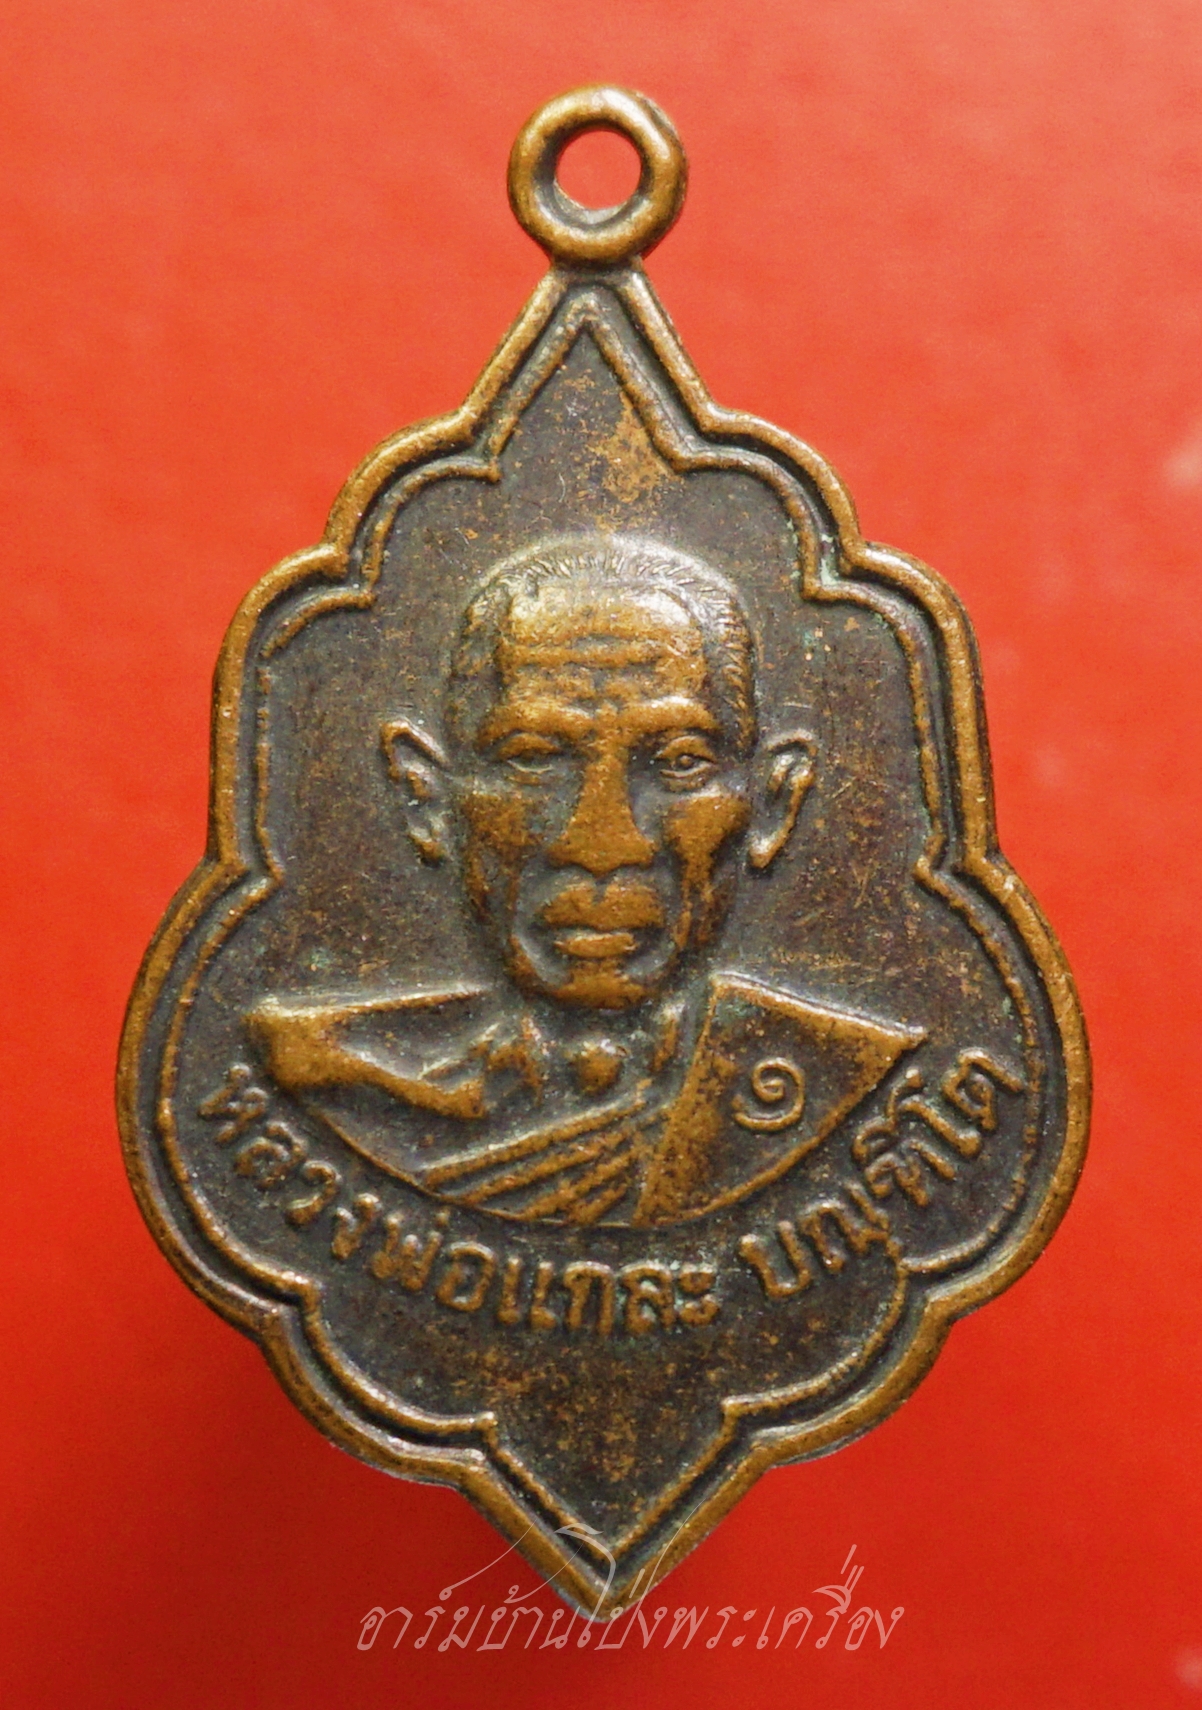 ๑
หลวงพ่อแกละ บณฺฑิโต
อาร์มบ้านโป่งพระเครื่อง